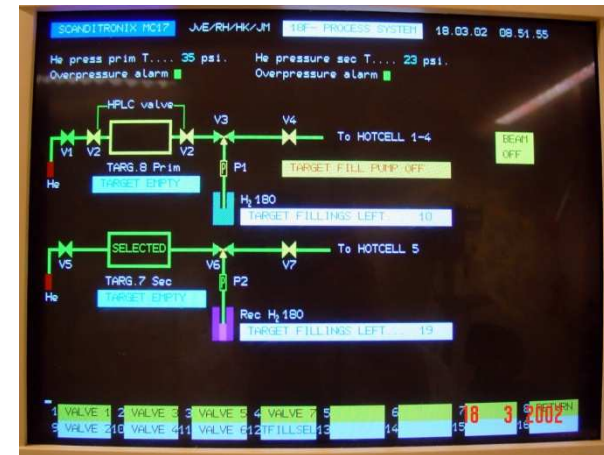 SCANDITRONIX MC17 JvE/RH/HK/JM 18F- PROCESS SYSTEM 18.03.02 08.51.55
He press prim T.... 35 psi. He pressure sec T.... 23 psi.
Overpressure alarm Overpressure alarm
HPLC valve
V3 V4
To HOTCELL 1-4
BEAM
OFF
V1 V2 V2
TARG.8 Prim P P1 TARGET FILL PUMP OFF
He TARGET EMPTY
H2180
TARGET FILLINGS LEFT 10
SELECTED To HOTCELL 5
V5 V6 V7
TARG.7 Sec P P2
He TARGET EMPTY
Rec H2180
TARGET FILLINGS LEFT... 19
1 VALVE 1 2 VALVE 3 3 VALVE 5 4 VALVE 7 5 6 7 8 RETURN
9 VALVE 2 10 VALVE 4 11 VALVE 6 12 TFILLSEL 13 14 15 16
18 3 2002